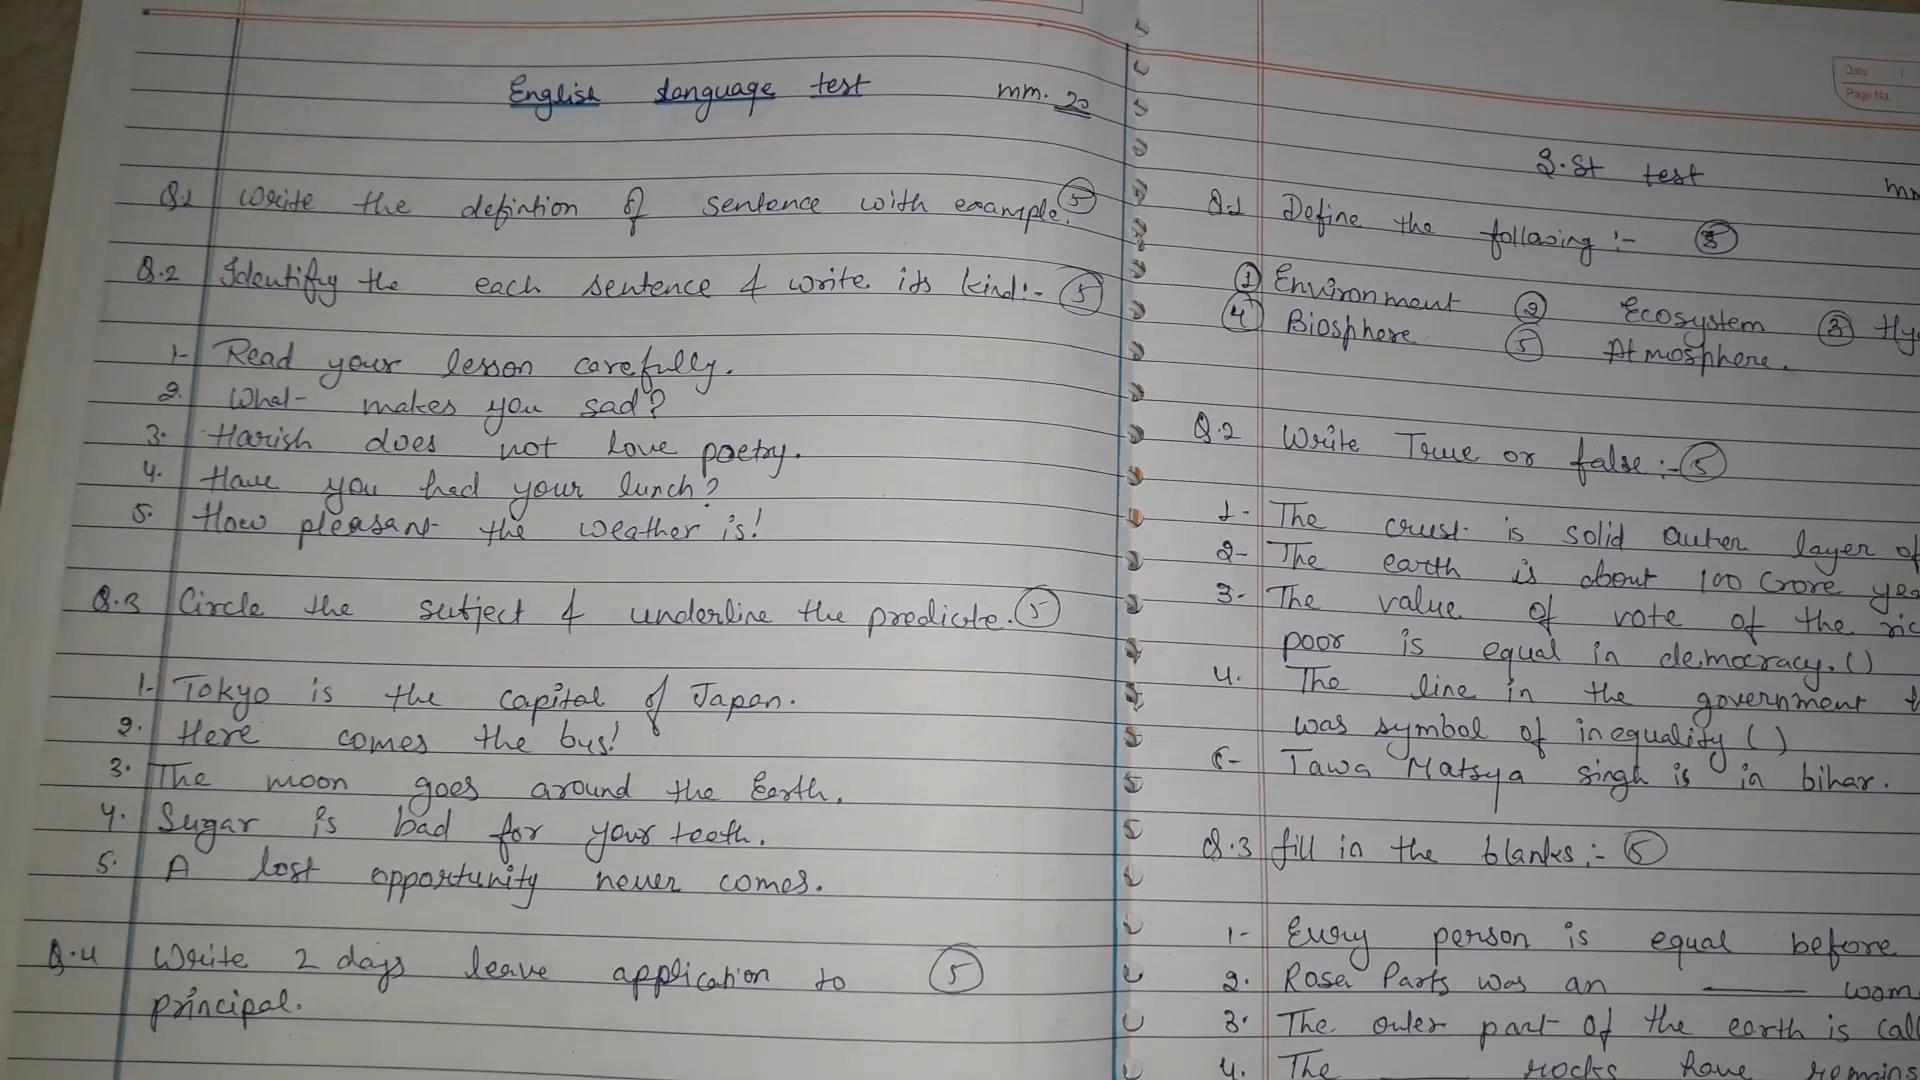 English language test mm. 20
Q.1 Write the defintion of sentence with example. 5
Q.2 Identify the each sentence & write its kind:- 5
1- Read your lesson carefully.
2. What makes you sad?
3. Harish does not love poetry.
4. Have you had your lunch?
5. How pleasant the weather is!
Q.3 Circle the subject & underline the predicate. 5
1- Tokyo is the capital of Japan.
2. Here comes the bus!
3. The moon goes around the Earth.
4. Sugar is bad for your teeth.
5. A lost opportunity never comes.
Q.4 Write 2 days leave application to 5
principal.
Date
Page No.
S.St test
Q.1 Define the following :- 5
1 Environment 2 Ecosystem 3 Hy
4 Biosphere 5 Atmosphere.
Q.2 Write True or false :- 5
1- The crust is solid outer layer of
2- The earth is about 100 Crore yea
3- The value of vote of the ric
poor is equal in democracy. ()
4. The line in the government
was symbol of inequality ( )
Tawa Matsya singh is in bihar.
Q.3 fill in the blanks :- 5
1- Every person is equal before
2. Rosa Parts was an ______ wom
3. The outer part of the earth is call
4. The ______ rocks have remains